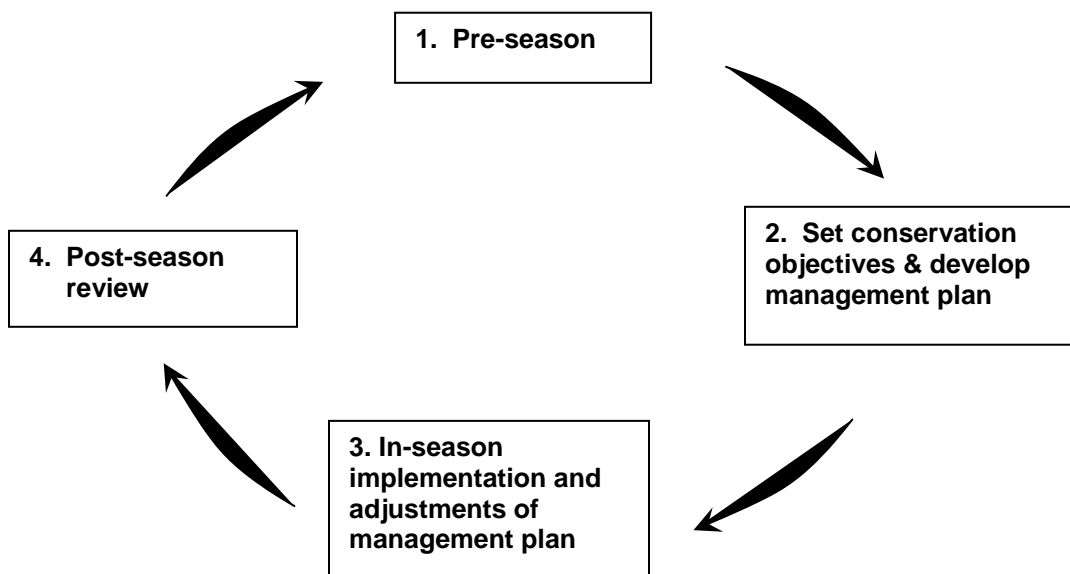 1. Pre-season
2. Set conservation
objectives & develop
management plan
3. In-season
implementation and
adjustments of
management plan
4. Post-season
review